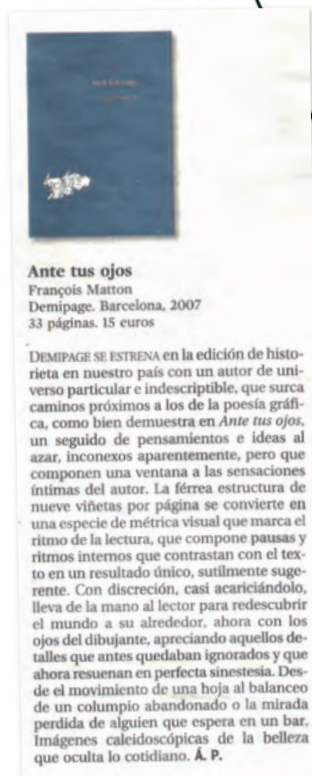 Ante tus ojos
François Matton
Demipage. Barcelona, 2007
33 páginas. 15 euros
DEMIPAGE SE ESTRENA en la edición de histo-
rieta en nuestro país con un autor de uni-
verso particular e indescriptible, que surca
caminos próximos a los de la poesía gráfi-
ca, como bien demuestra en Ante tus ojos,
un seguido de pensamientos e ideas al
azar, inconexos aparentemente, pero que
componen una ventana a las sensaciones
íntimas del autor. La férrea estructura de
nueve viñetas por página se convierte en
una especie de métrica visual que marca el
ritmo de la lectura, que compone pausas y
ritmos internos que contrastan con el tex-
to en un resultado único, sutilmente suge-
rente. Con discreción, casi acariciándolo,
lleva de la mano al lector para redescubrir
el mundo a su alrededor, ahora con los
ojos del dibujante, apreciando aquellos de-
talles que antes quedaban ignorados y que
ahora resuenan en perfecta sinestesia. Des-
de el movimiento de una hoja al balanceo
de un columpio abandonado o la mirada
perdida de alguien que espera en un bar.
Imágenes caleidoscópicas de la belleza
que oculta lo cotidiano. Á. P.